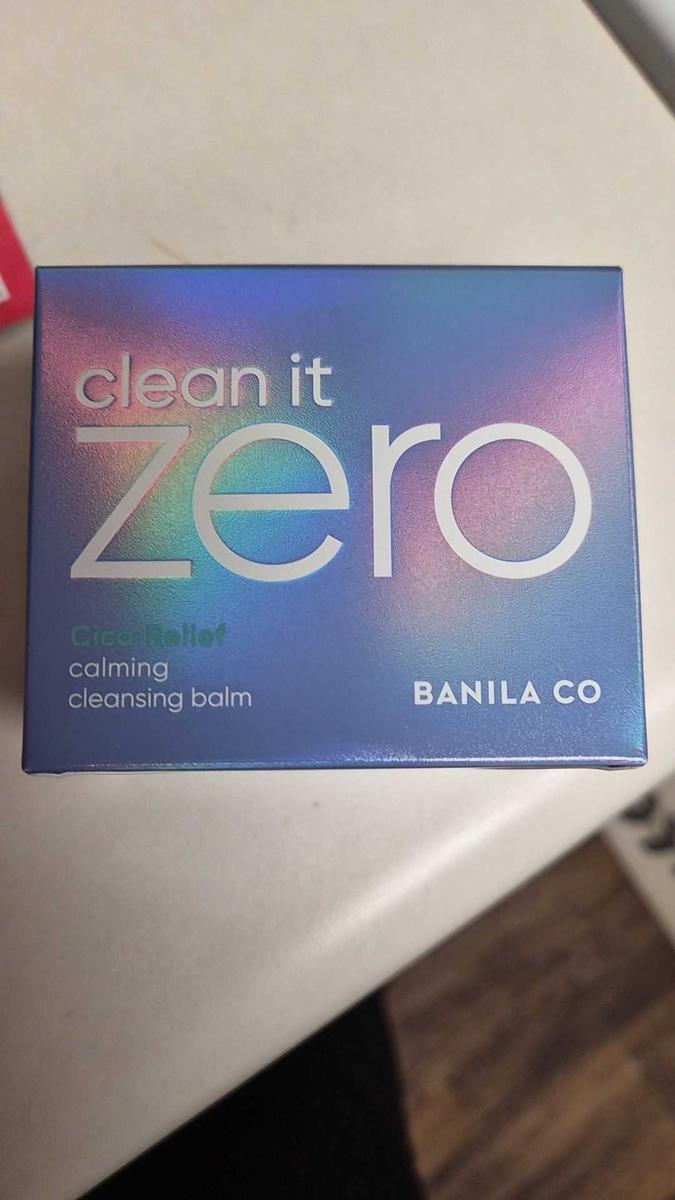 clean it
zero
Cica Relief
calming
cleansing balm
BANILA CO